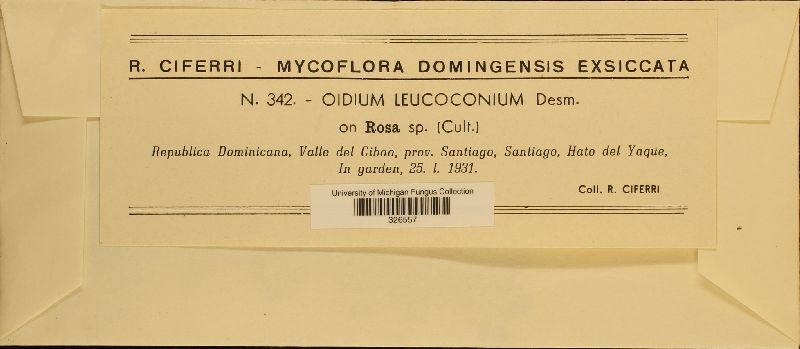 R. CIFERRI - MYCOFLORA DOMINGENSIS EXSICCATA
N. 342. - OIDIUM LEUCOCONIUM Desm.
on Rosa sp. (Cult.)
Republica Dominicana, Valle del Cibao, prov. Santiago, Santiago, Hato del Yaque,
In garden, 25. I. 1931.
Coll. R. CIFERRI
University of Michigan Fungus Collection
326557